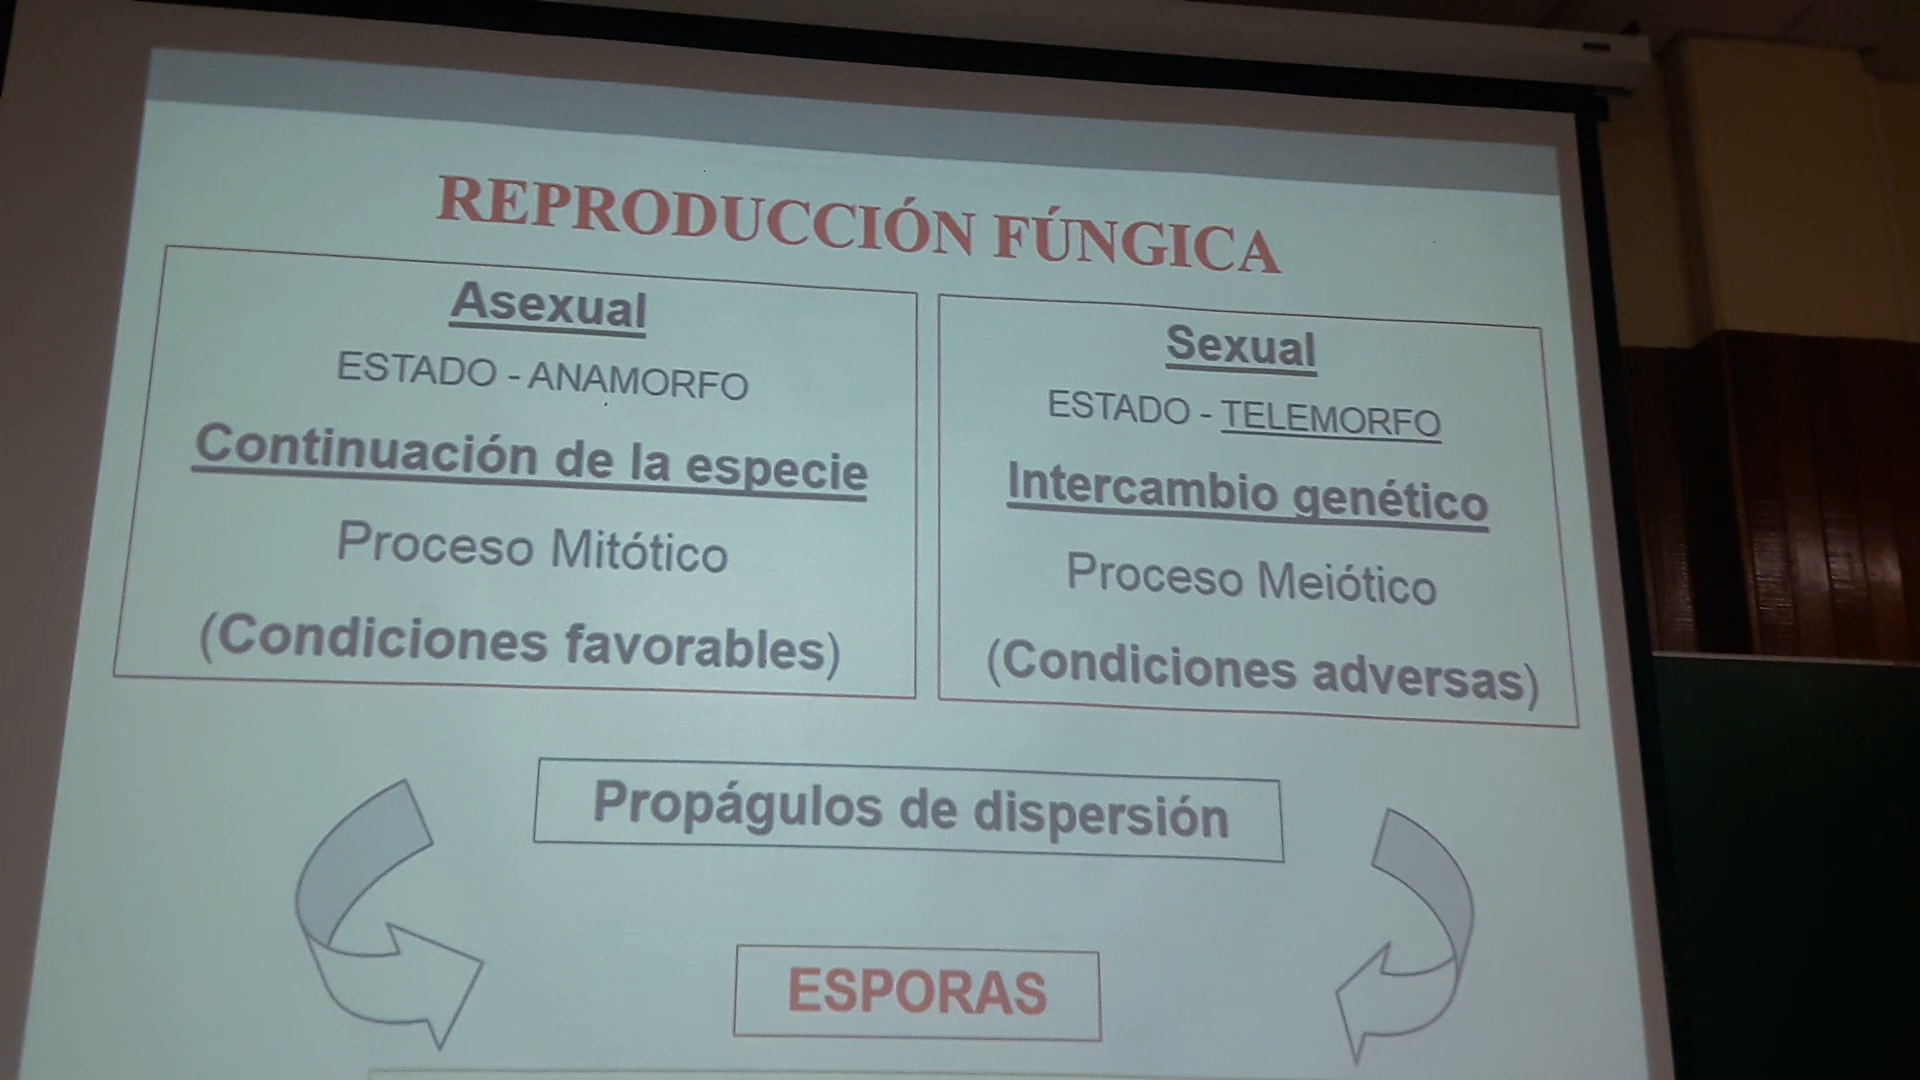 REPRODUCCIÓN FÚNGICA
Asexual
ESTADO - ANAMORFO
Continuación de la especie
Proceso Mitótico
(Condiciones favorables)
Sexual
ESTADO - TELEMORFO
Intercambio genético
Proceso Meiótico
(Condiciones adversas)
Propágulos de dispersión
ESPORAS